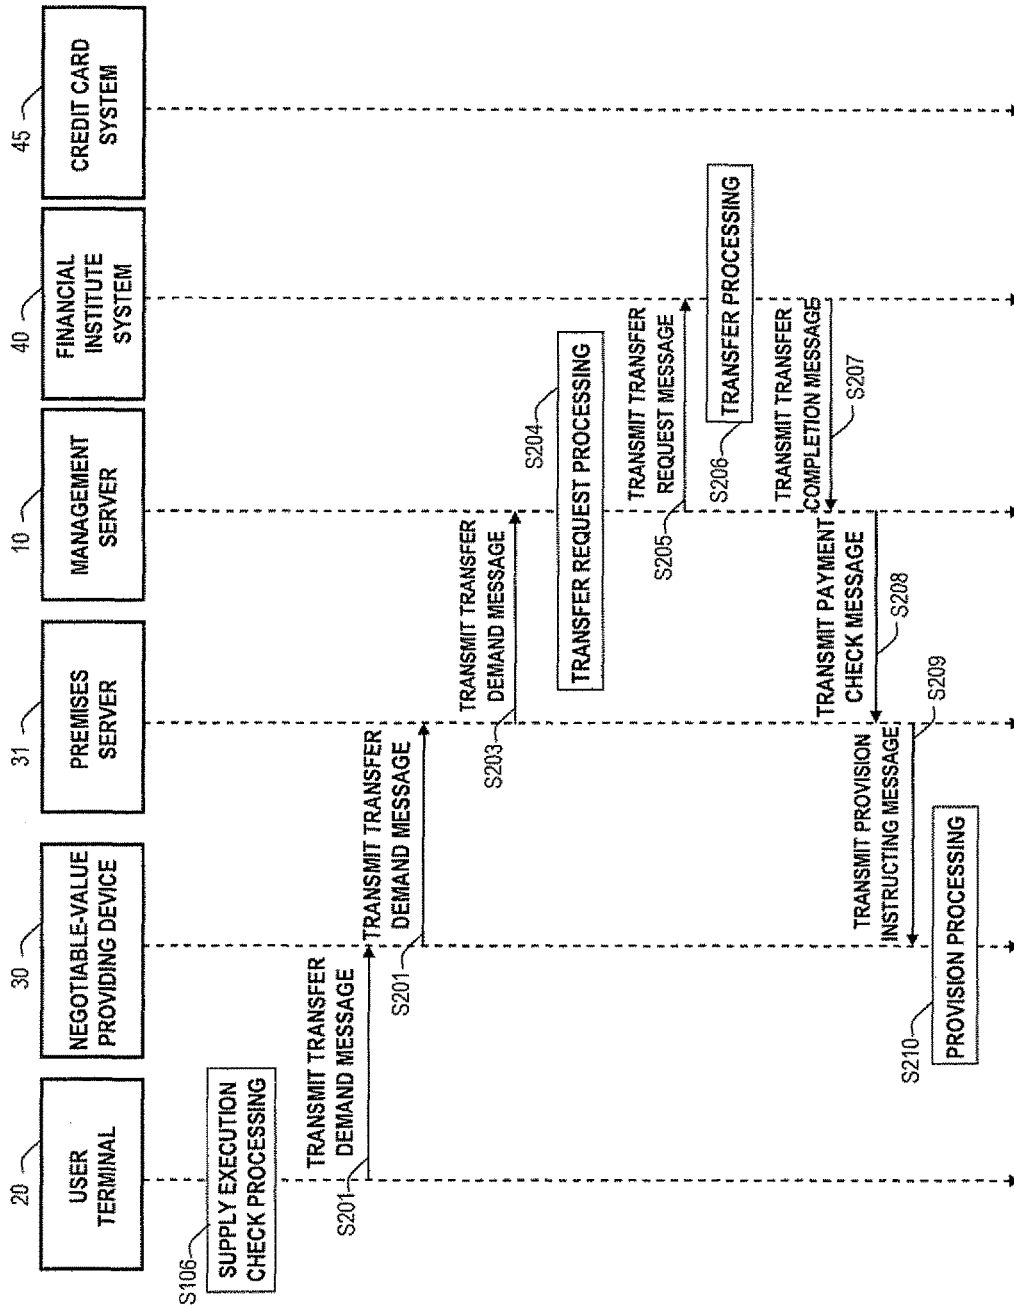 20
USER
TERMINAL
30
NEGOTIABLE-VALUE
PROVIDING DEVICE
31
PREMISES
SERVER
10
MANAGEMENT
SERVER
40
FINANCIAL
INSTITUTE
SYSTEM
45
CREDIT CARD
SYSTEM
S106
SUPPLY EXECUTION
CHECK PROCESSING
TRANSMIT TRANSFER
DEMAND MESSAGE
S201
TRANSMIT TRANSFER
DEMAND MESSAGE
S201
TRANSMIT TRANSFER
DEMAND MESSAGE
S203
S204
TRANSFER REQUEST PROCESSING
TRANSMIT TRANSFER
REQUEST MESSAGE
S205
S206
TRANSFER PROCESSING
TRANSMIT TRANSFER
COMPLETION MESSAGE
S207
TRANSMIT PAYMENT
CHECK MESSAGE
S208
TRANSMIT PROVISION
INSTRUCTING MESSAGE
S209
S210
PROVISION PROCESSING